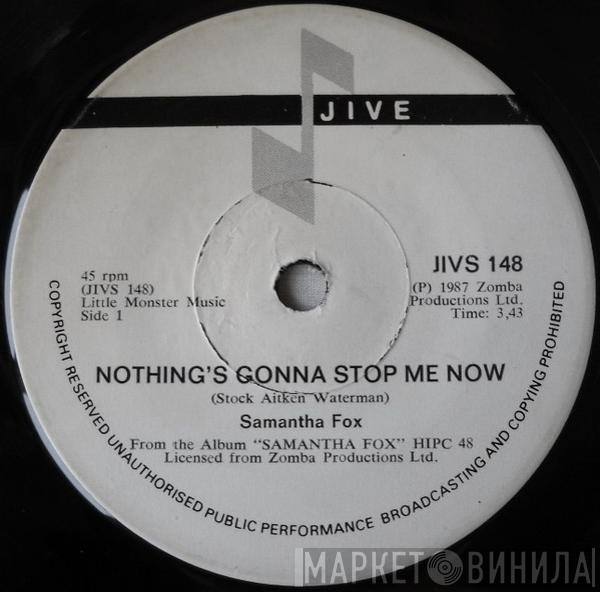 JIVE
JIVS 148
45 rpm
(JIVS 148)
Little Monster Music
Side 1
(P) 1987 Zomba
Productions Ltd.
Time: 3,43
NOTHING'S GONNA STOP ME NOW
(Stock Aitken Waterman)
Samantha Fox
From the Album "SAMANTHA FOX" HIPC 48
Licensed from Zomba Productions Ltd.
COPYRIGHT RESERVED UNAUTHORISED PUBLIC PERFORMANCE BROADCASTING AND COPYING PROHIBITED
МАРКЕТ ВИНИЛА